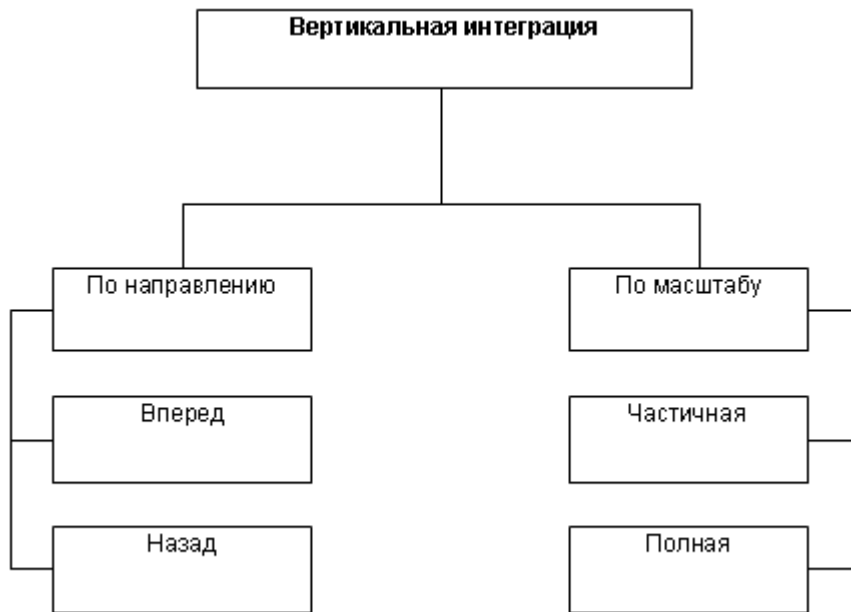 Вертикальная интеграция
По направлению
По масштабу
Вперед
Частичная
Назад
Полная